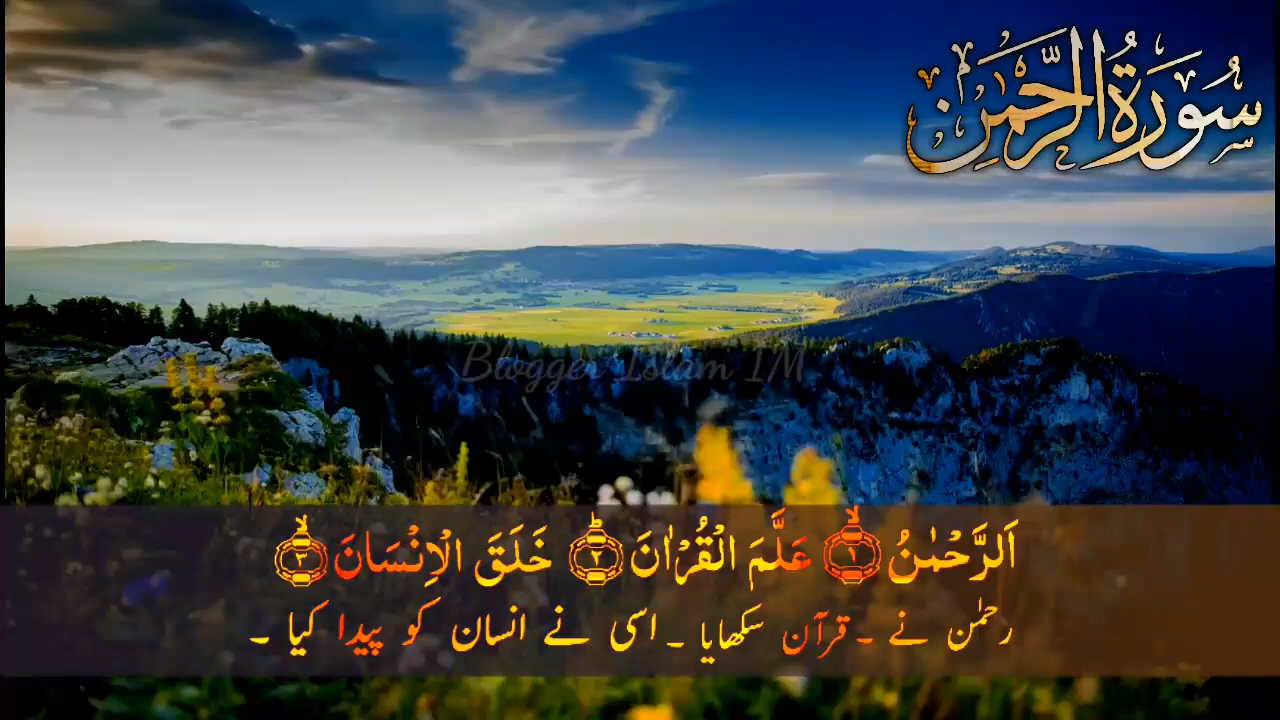 سُوْرَةُ الرَّحْمٰنِ
Blogger Islam IM
اَلرَّحْمٰنُ ۙ﴿۱﴾ عَلَّمَ الْقُرْاٰنَ ؕ﴿۲﴾ خَلَقَ الْاِنْسَانَ ۙ﴿۳﴾
رحمٰن نے ۔ قرآن سکھایا ۔ اسی نے انسان کو پیدا کیا ۔